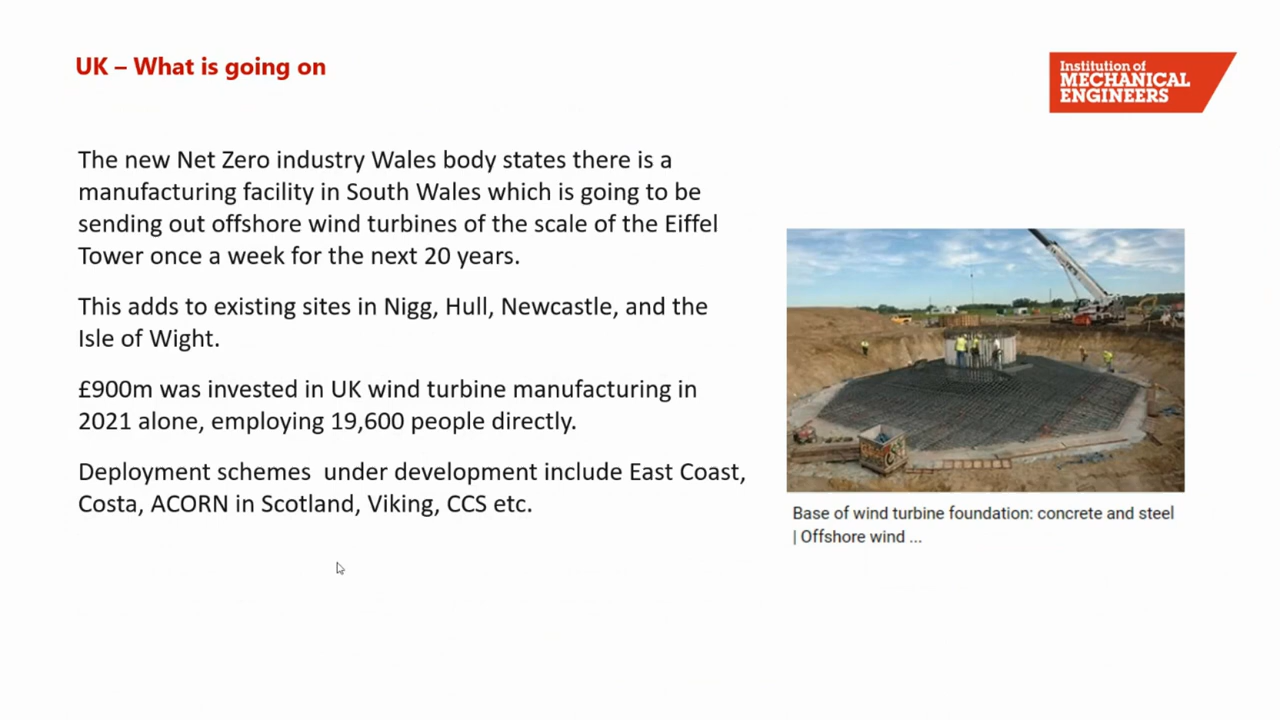 UK – What is going on
Institution of
MECHANICAL
ENGINEERS
The new Net Zero industry Wales body states there is a
manufacturing facility in South Wales which is going to be
sending out offshore wind turbines of the scale of the Eiffel
Tower once a week for the next 20 years.
This adds to existing sites in Nigg, Hull, Newcastle, and the
Isle of Wight.
£900m was invested in UK wind turbine manufacturing in
2021 alone, employing 19,600 people directly.
Deployment schemes  under development include East Coast,
Costa, ACORN in Scotland, Viking, CCS etc.
Base of wind turbine foundation: concrete and steel
| Offshore wind ...